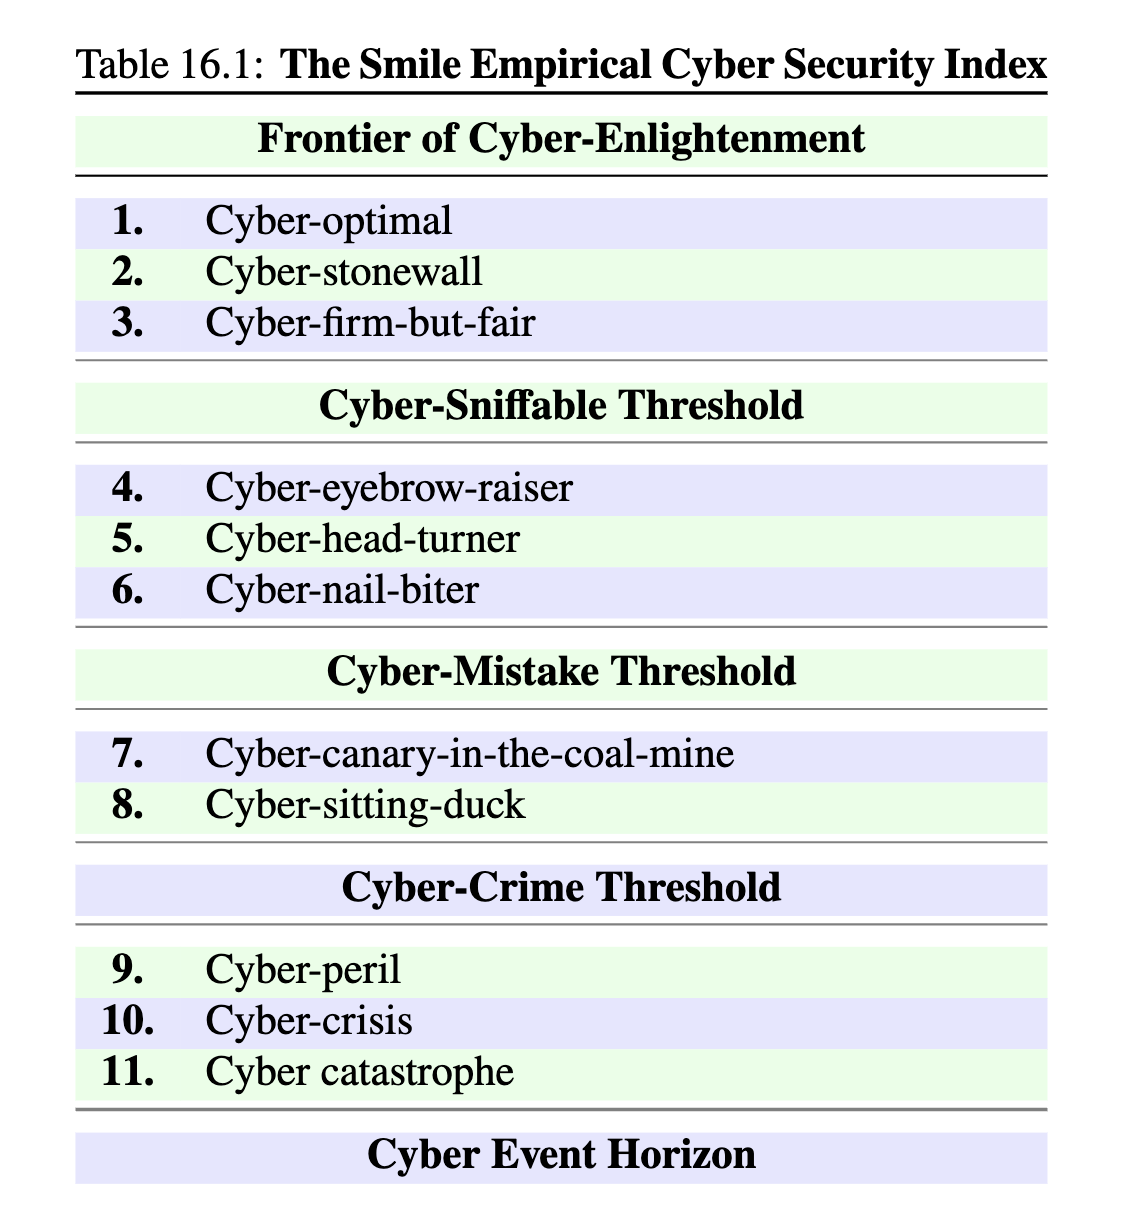 Table 16.1: The Smile Empirical Cyber Security Index
Frontier of Cyber-Enlightenment
1. Cyber-optimal
2. Cyber-stonewall
3. Cyber-firm-but-fair
Cyber-Sniffable Threshold
4. Cyber-eyebrow-raiser
5. Cyber-head-turner
6. Cyber-nail-biter
Cyber-Mistake Threshold
7. Cyber-canary-in-the-coal-mine
8. Cyber-sitting-duck
Cyber-Crime Threshold
9. Cyber-peril
10. Cyber-crisis
11. Cyber catastrophe
Cyber Event Horizon